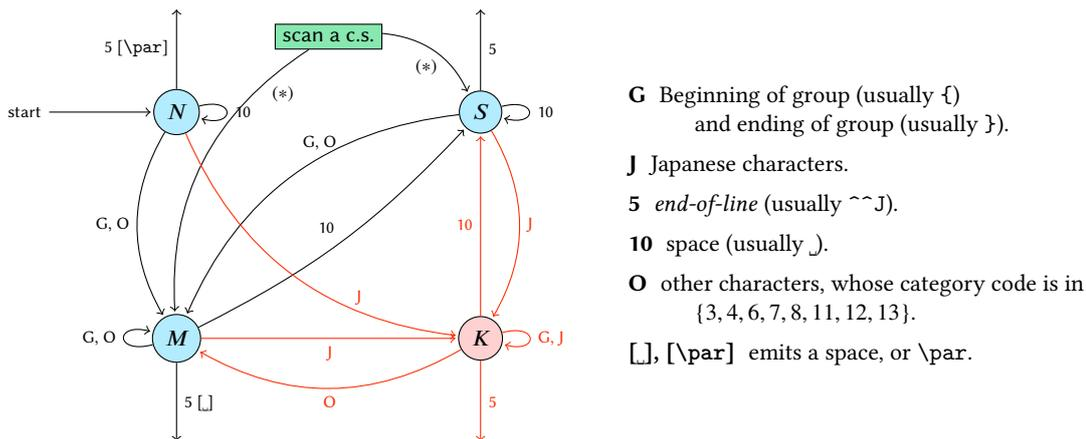 scan a c.s.
5 [\par]
5
(∗)
(∗)
start
N
10
S
10
G, O
G, O
10
10
J
J
G, O
M
K
G, J
J
5 [␣]
O
5
G Beginning of group (usually {)
and ending of group (usually }).
J Japanese characters.
5 end-of-line (usually ^^J).
10 space (usually ␣).
O other characters, whose category code is in
{3, 4, 6, 7, 8, 11, 12, 13}.
[␣], [\par] emits a space, or \par.